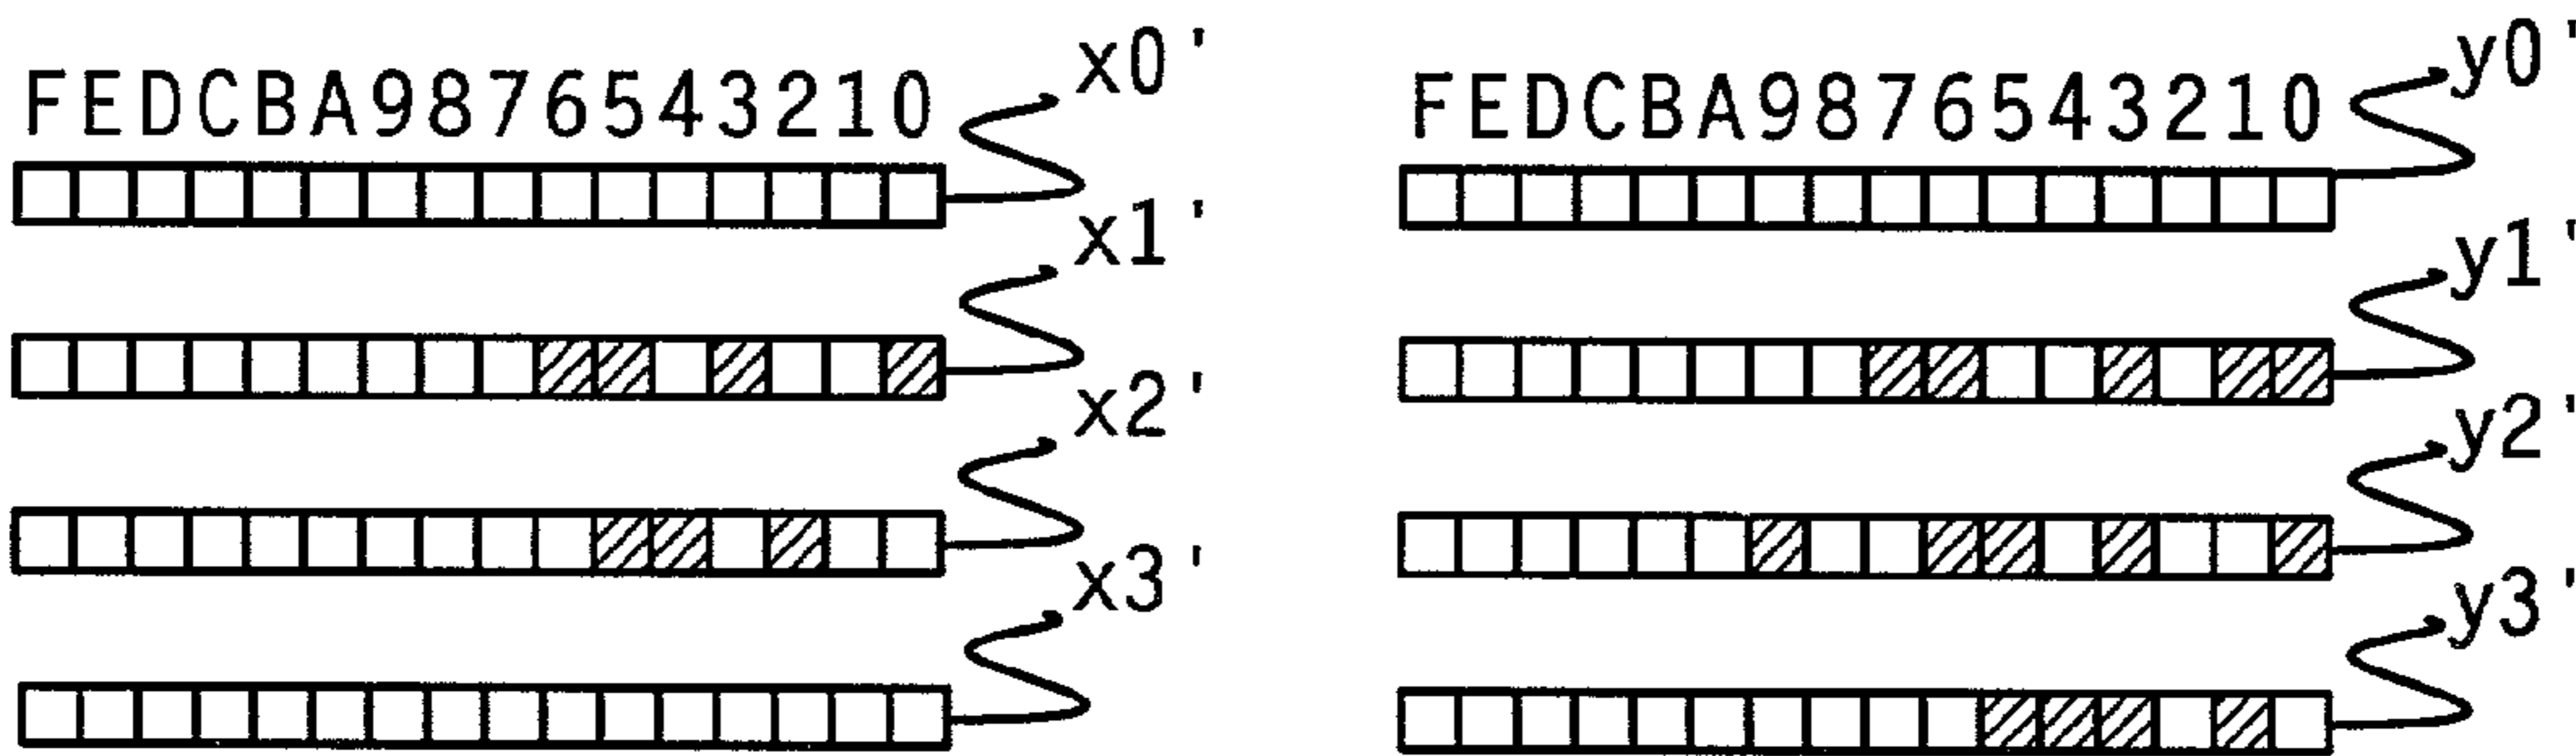 x0' y0'
FEDCBA9876543210 FEDCBA9876543210
x1' y1'
x2' y2'
x3' y3'